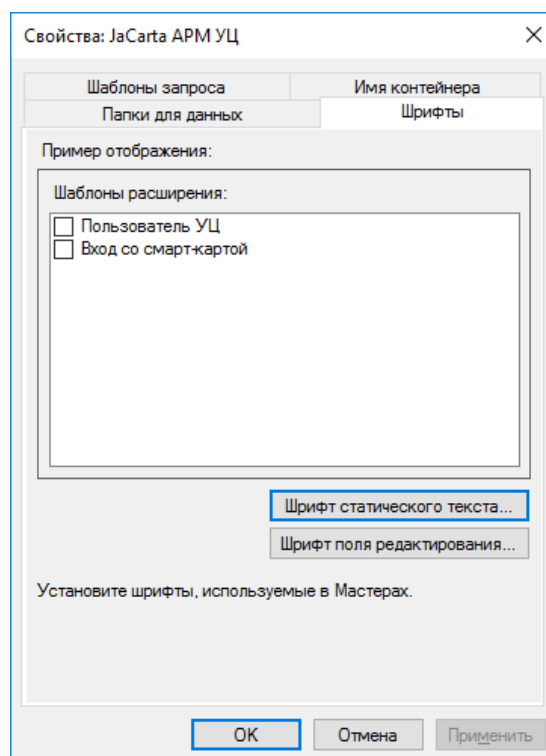 Свойства: JaCarta АРМ УЦ
Шаблоны запроса
Имя контейнера
Папки для данных
Шрифты
Пример отображения:
Шаблоны расширения:
Пользователь УЦ
Вход со смарт-картой
Шрифт статического текста...
Шрифт поля редактирования...
Установите шрифты, используемые в Мастерах.
OK
Отмена
Применить